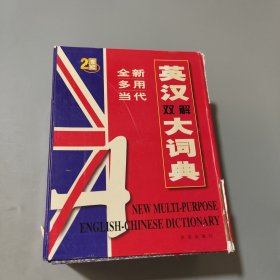 全新
多用
当代
英汉
双解
大词典
NEW MULTI-PURPOSE
ENGLISH-CHINESE DICTIONARY